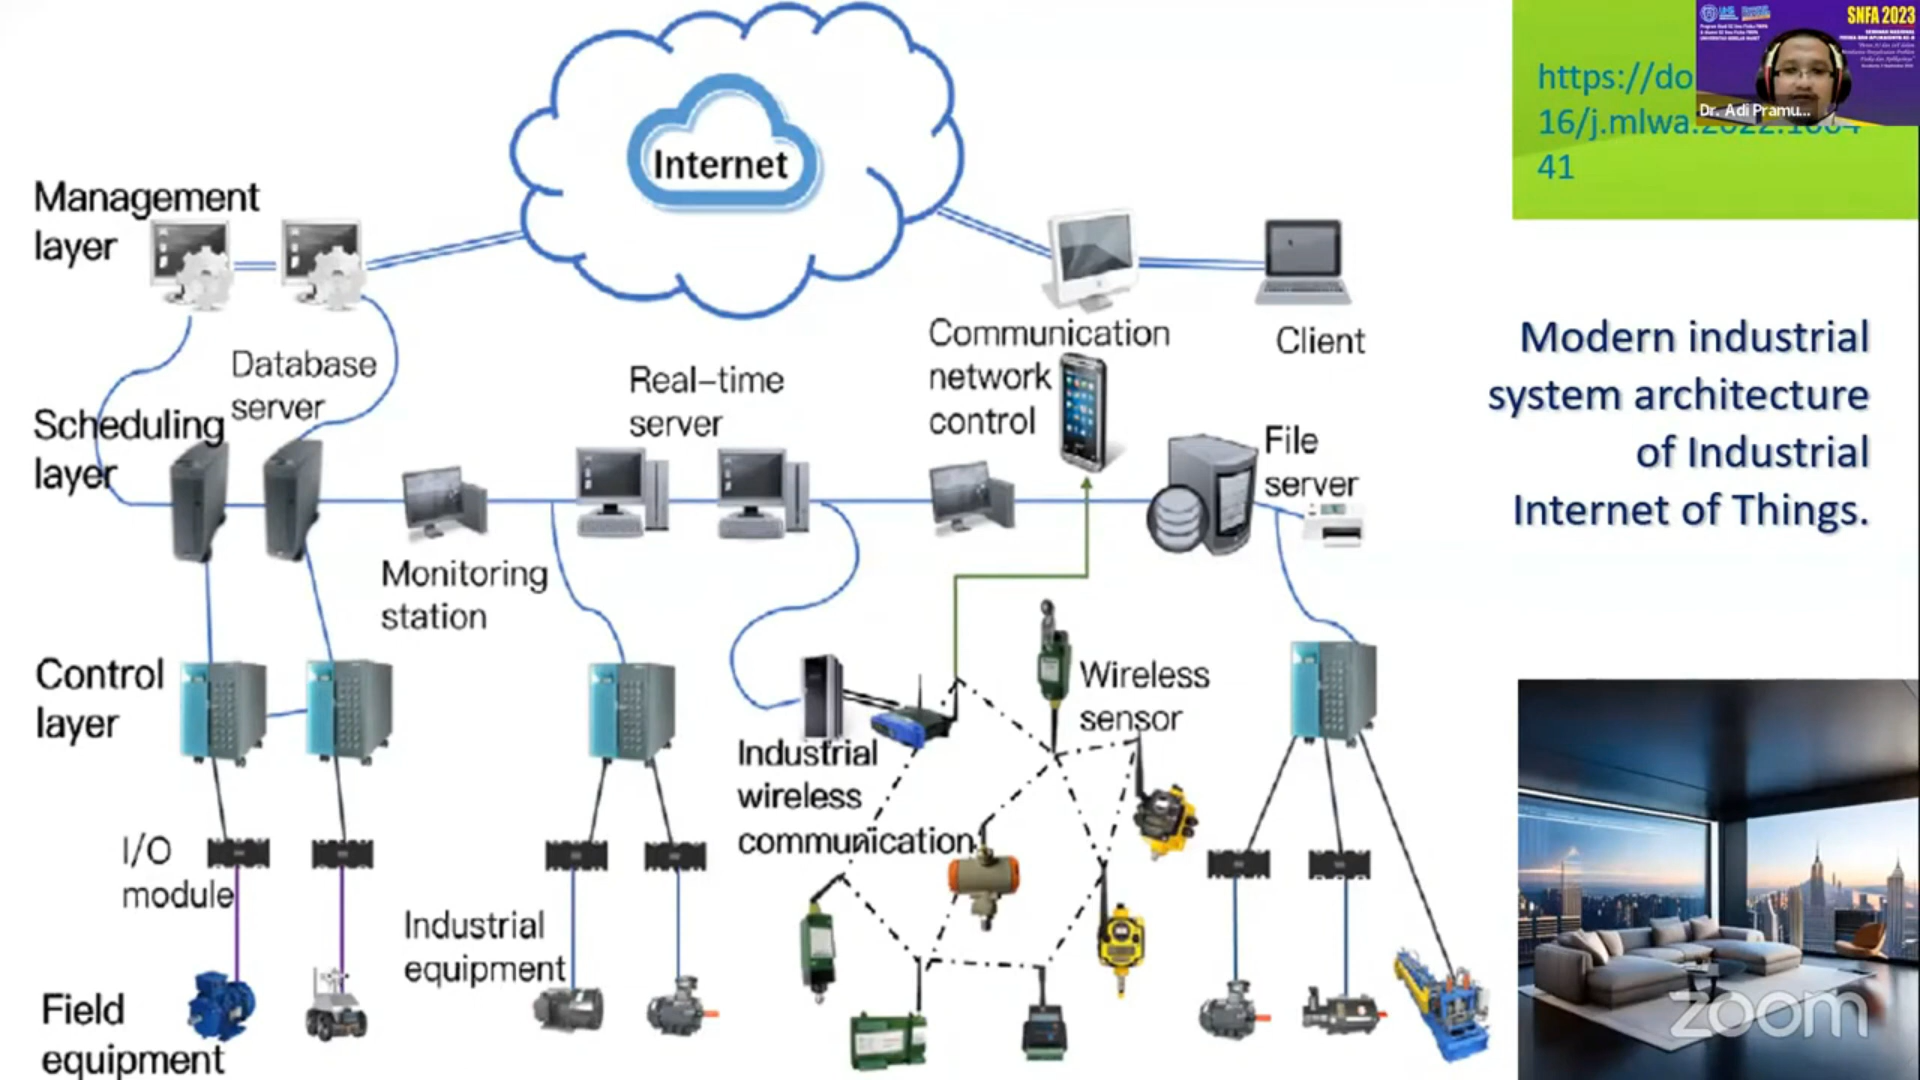 Internet
Management
layer
Communication
network
control
Client
Database
server
Real-time
server
Scheduling
layer
File
server
Monitoring
station
Control
layer
Wireless
sensor
Industrial
wireless
communication
I/O
module
Industrial
equipment
Field
equipment
https://do
16/j.mlwa.2022.1004
41
SNFA 2023
Dr. Adi Pramu...
Modern industrial
system architecture
of Industrial
Internet of Things.
zoom